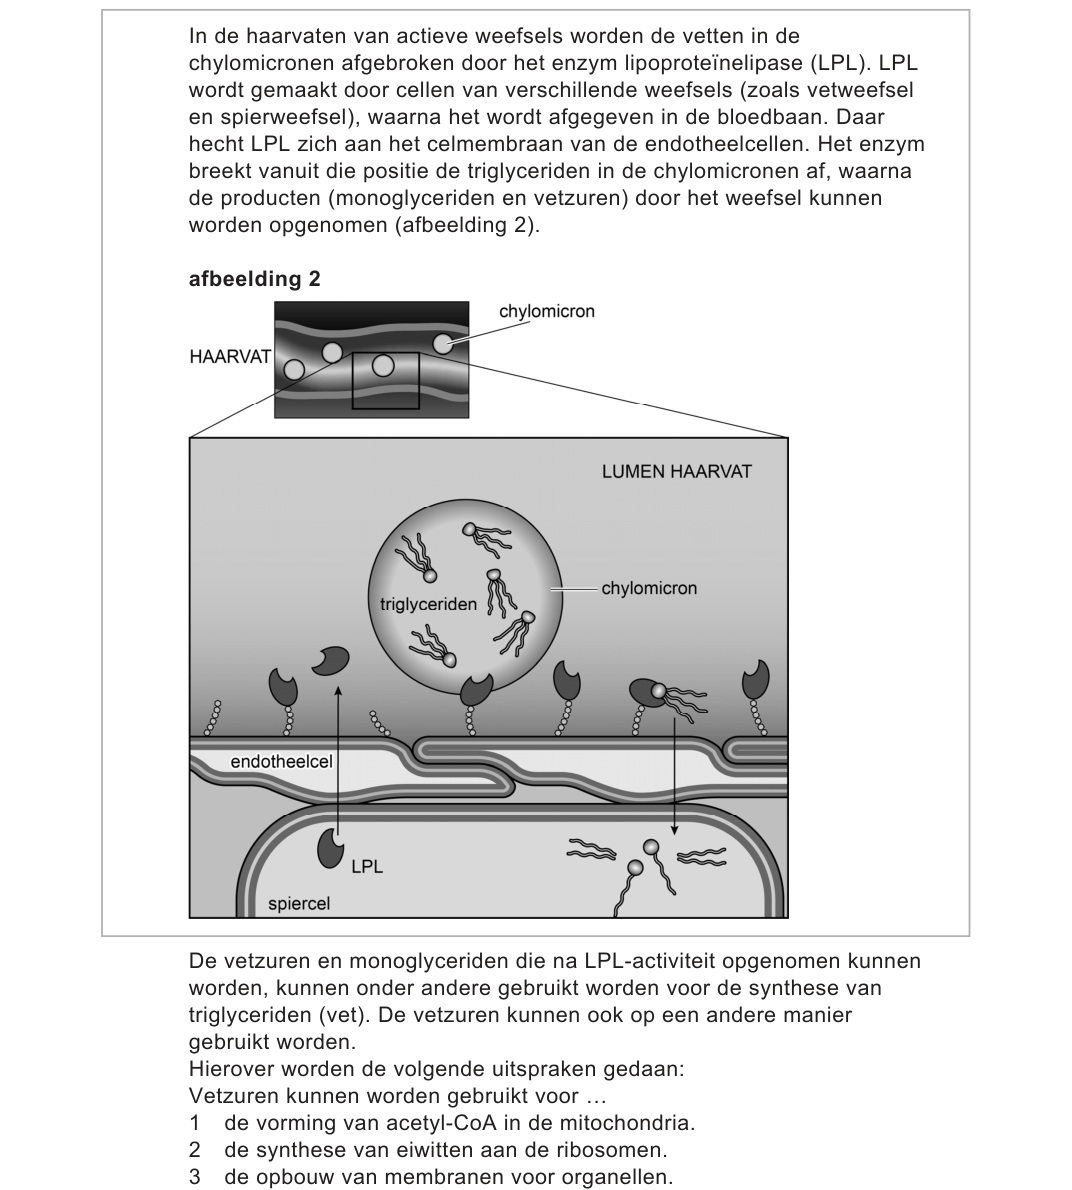 In de haarvaten van actieve weefsels worden de vetten in de
chylomicronen afgebroken door het enzym lipoproteïnelipase (LPL). LPL
wordt gemaakt door cellen van verschillende weefsels (zoals vetweefsel
en spierweefsel), waarna het wordt afgegeven in de bloedbaan. Daar
hecht LPL zich aan het celmembraan van de endotheelcellen. Het enzym
breekt vanuit die positie de triglyceriden in de chylomicronen af, waarna
de producten (monoglyceriden en vetzuren) door het weefsel kunnen
worden opgenomen (afbeelding 2).
afbeelding 2
chylomicron
HAARVAT
LUMEN HAARVAT
chylomicron
triglyceriden
endotheelcel
LPL
spiercel
De vetzuren en monoglyceriden die na LPL-activiteit opgenomen kunnen
worden, kunnen onder andere gebruikt worden voor de synthese van
triglyceriden (vet). De vetzuren kunnen ook op een andere manier
gebruikt worden.
Hierover worden de volgende uitspraken gedaan:
Vetzuren kunnen worden gebruikt voor …
1 de vorming van acetyl-CoA in de mitochondria.
2 de synthese van eiwitten aan de ribosomen.
3 de opbouw van membranen voor organellen.